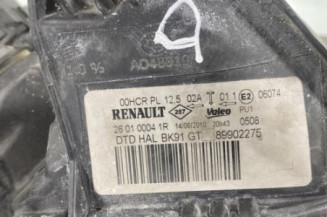 00HCR PL 12.5 02A T 01 1 E2 06074
RENAULT 267 Valeo PU1
26 01 0004 1R 14/06/2010 20h43 0508
DTD HAL BK91 GT 89902275